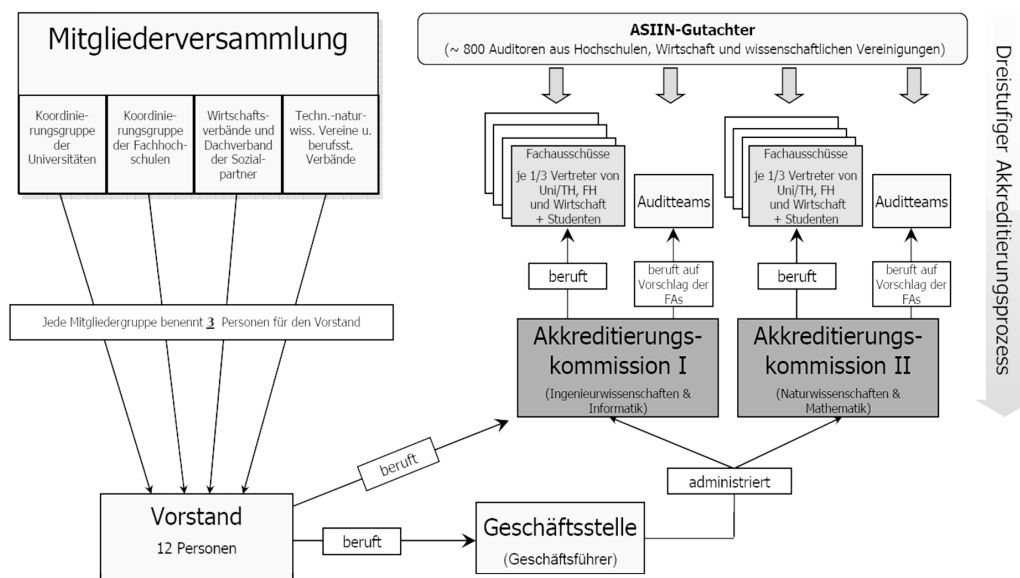 Mitgliederversammlung
Koordinie-
rungsgruppe
der
Universitäten
Koordinie-
rungsgruppe
der Fachhoch-
schulen
Wirtschafts-
verbände und
Dachverband
der Sozial-
partner
Techn.-natur-
wiss. Vereine u.
berufsst.
Verbände
Jede Mitgliedergruppe benennt 3 Personen für den Vorstand
Vorstand
12 Personen
beruft
beruft
Geschäftsstelle
(Geschäftsführer)
administriert
ASIIN-Gutachter
(~ 800 Auditoren aus Hochschulen, Wirtschaft und wissenschaftlichen Vereinigungen)
Fachausschüsse
je 1/3 Vertreter von
Uni/TH, FH
und Wirtschaft
+ Studenten
Auditteams
beruft
beruft auf
Vorschlag der
FAs
Akkreditierungs-
kommission I
(Ingenieurwissenschaften &
Informatik)
Fachausschüsse
je 1/3 Vertreter von
Uni/TH, FH
und Wirtschaft
+ Studenten
Auditteams
beruft
beruft auf
Vorschlag der
FAs
Akkreditierungs-
kommission II
(Naturwissenschaften &
Mathematik)
Dreistufiger Akkreditierungsprozess